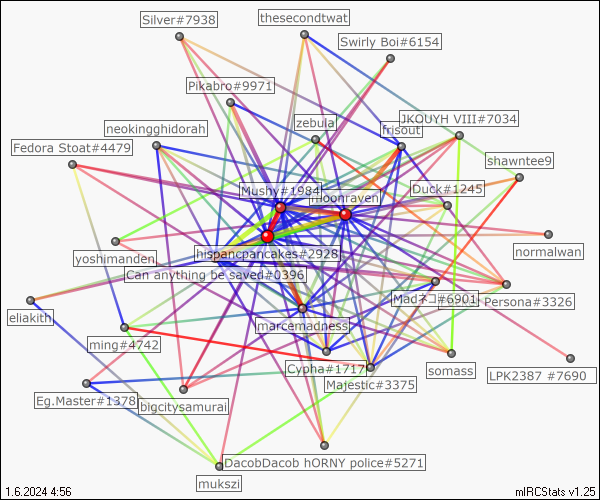 Silver#7938
thesecondtwat
Swirly Boi#6154
Pikabro#9971
zebulai
JKOUYH VIII#7034
neokingghidorah
frisout
Fedora Stoat#4479
shawntee9
Mushy#1984
moonraven
Duck#1245
yoshimanden
hispancpancakes#2928
normalwan
Can anything be saved#0396
Madネコ#6901
Persona#3326
eliakith
marcemadness
ming#4742
Cypha#1717
somass
LPK2387 #7690
Majestic#3375
Eg.Master#1378
bigcitysamurai
DacobDacob hORNY police#5271
mukszi
1.6.2024 4:56
mIRCStats v1.25